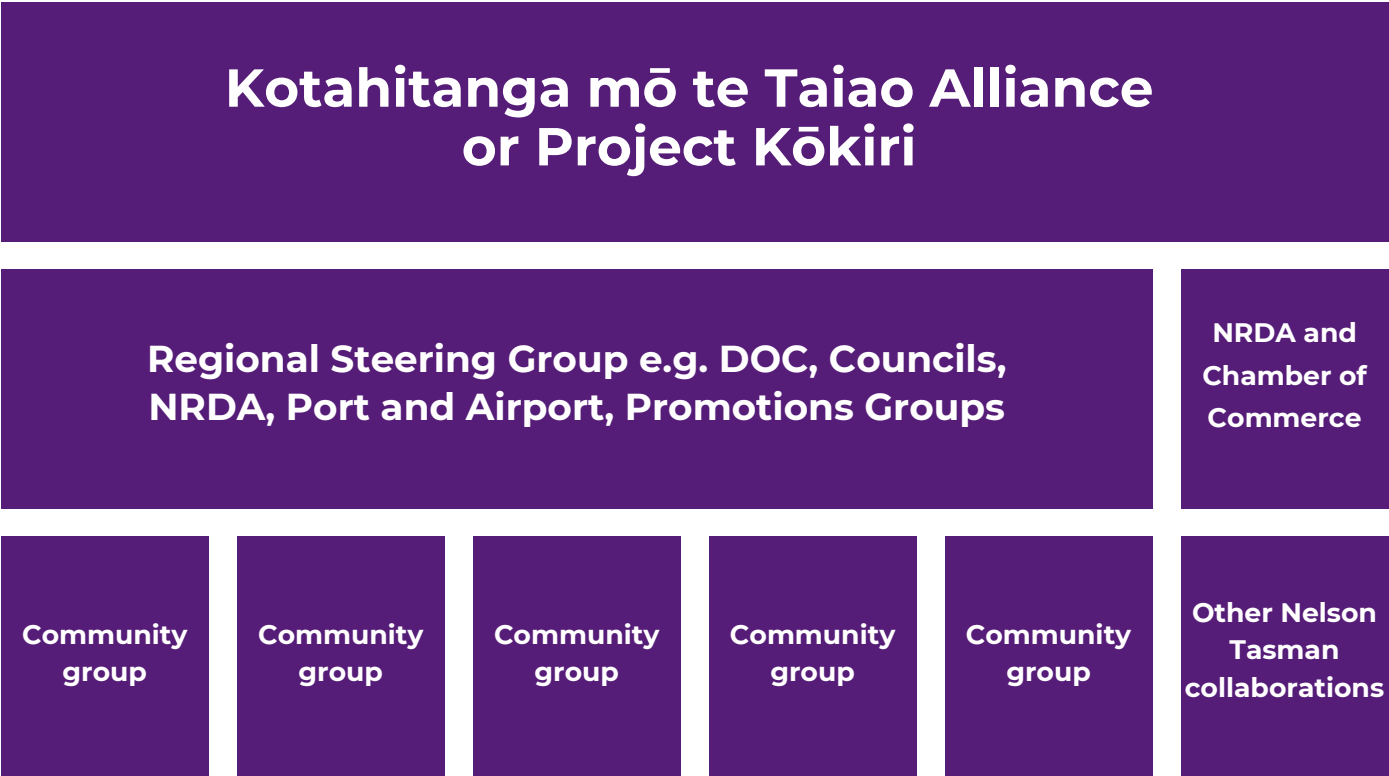 Kotahitanga mō te Taiao Alliance
or Project Kōkiri
Regional Steering Group e.g. DOC, Councils,
NRDA, Port and Airport, Promotions Groups
NRDA and
Chamber of
Commerce
Community
group
Community
group
Community
group
Community
group
Community
group
Other Nelson
Tasman
collaborations